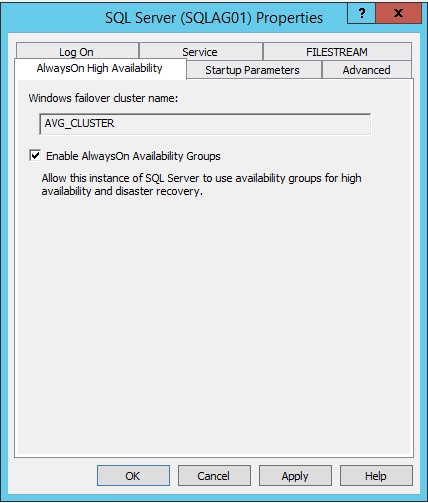 SQL Server (SQLAG01) Properties
? X
Log On Service FILESTREAM
AlwaysOn High Availability Startup Parameters Advanced
Windows failover cluster name:
AVG_CLUSTER
Enable AlwaysOn Availability Groups
Allow this instance of SQL Server to use availability groups for high
availability and disaster recovery.
OK Cancel Apply Help